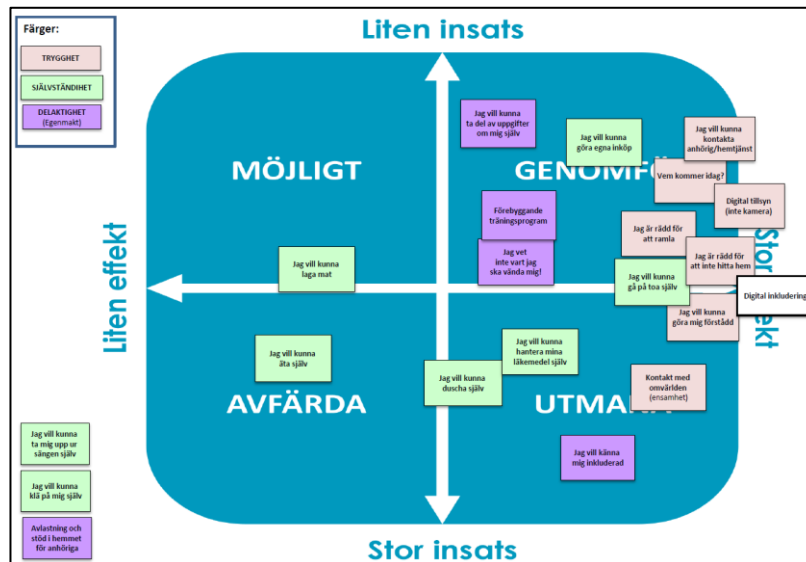 Färger:
TRYGGHET
SJÄLVSTÄNDIHET
DELAKTIGHET
(Egenmakt)
Liten insats
MÖJLIGT
GENOMFÖ
Jag vill kunna
ta del av uppgifter
om mig själv
Jag vill kunna
göra egna inköp
Jag vill kunna
kontakta
anhörig/hemtjänst
Vem kommer idag?
Digital tillsyn
(inte kamera)
Förebyggande
träningsprogram
Jag är rädd för
att ramla
Jag vet
inte vart jag
ska vända mig!
Jag är rädd för
att inte hitta hem
Jag vill kunna
laga mat
Jag vill kunna
gå på toa själv
Liten effekt
Stor
ekt
Digital inkludering
Jag vill kunna
göra mig förstådd
Jag vill kunna
äta själv
Jag vill kunna
hantera mina
läkemedel själv
Jag vill kunna
duscha själv
Kontakt med
omvärlden
(ensamhet)
AVFÄRDA
UTMANA
Jag vill känna
mig inkluderad
Jag vill kunna
ta mig upp ur
sängen själv
Jag vill kunna
klä på mig själv
Avlastning och
stöd i hemmet
för anhöriga
Stor insats